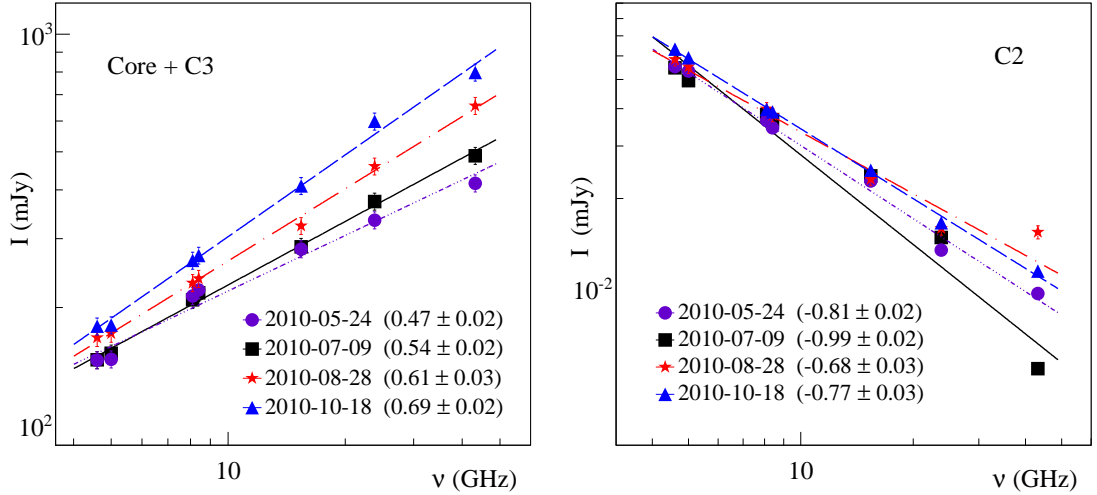 10³
I (mJy)
10²
Core + C3
2010-05-24 (0.47 ± 0.02)
2010-07-09 (0.54 ± 0.02)
2010-08-28 (0.61 ± 0.03)
2010-10-18 (0.69 ± 0.02)
10
ν (GHz)
I (mJy)
10⁻²
C2
2010-05-24 (-0.81 ± 0.02)
2010-07-09 (-0.99 ± 0.02)
2010-08-28 (-0.68 ± 0.03)
2010-10-18 (-0.77 ± 0.03)
10
ν (GHz)